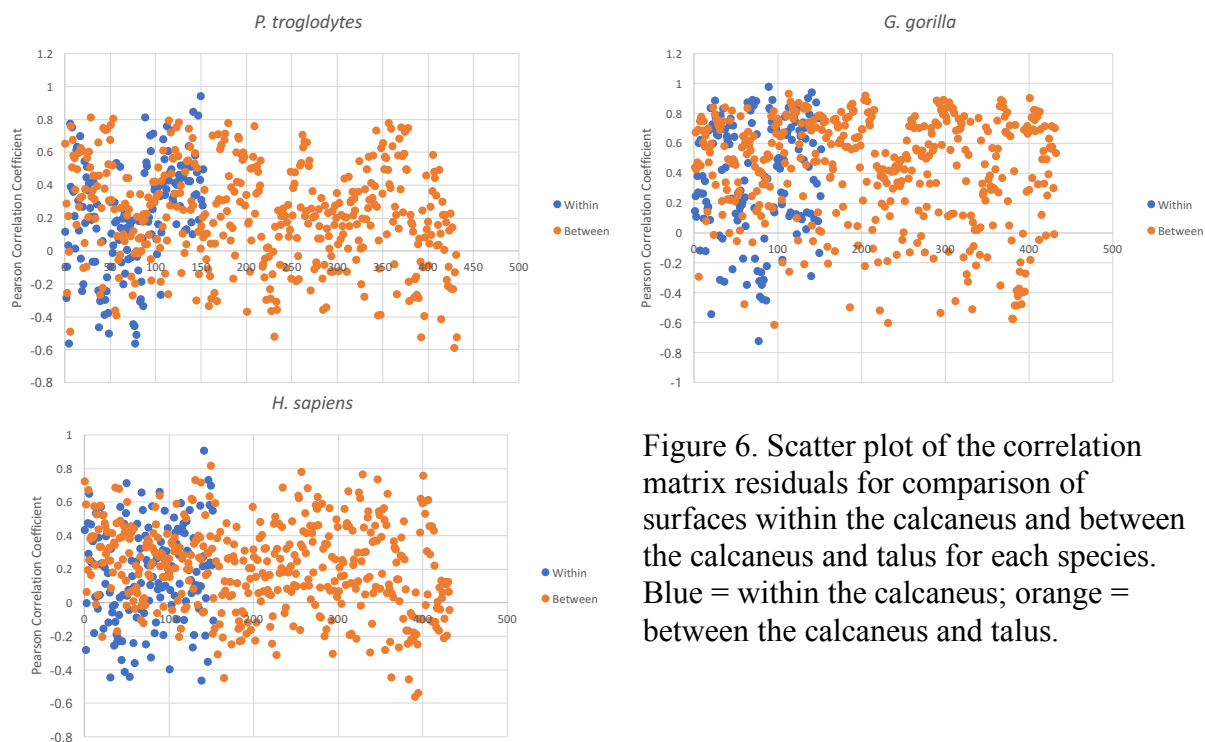 P. troglodytes
1.2
1
0.8
0.6
0.4
0.2
0
-0.2
-0.4
-0.6
-0.8
0 50 100 150 200 250 300 350 400 450 500
Pearson Correlation Coefficient
Within
Between
G. gorilla
1.2
1
0.8
0.6
0.4
0.2
0
-0.2
-0.4
-0.6
-0.8
-1
0 100 200 300 400 500
Pearson Correlation Coefficient
Within
Between
H. sapiens
1
0.8
0.6
0.4
0.2
0
-0.2
-0.4
-0.6
-0.8
0 100 200 300 400 500
Pearson Correlation Coefficient
Within
Between
Figure 6. Scatter plot of the correlation
matrix residuals for comparison of
surfaces within the calcaneus and between
the calcaneus and talus for each species.
Blue = within the calcaneus; orange =
between the calcaneus and talus.